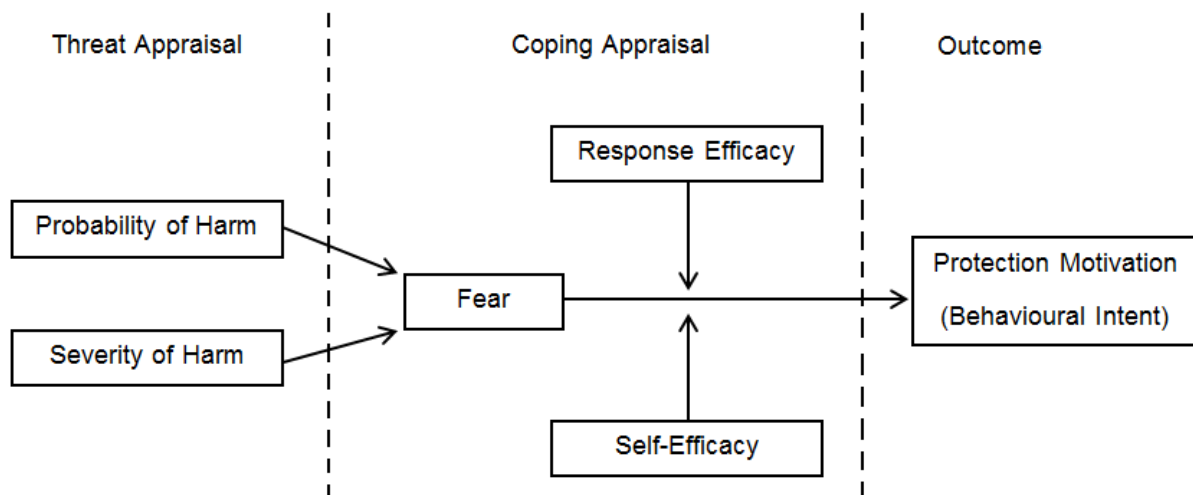 Threat Appraisal
Coping Appraisal
Outcome
Response Efficacy
Probability of Harm
Protection Motivation
(Behavioural Intent)
Fear
Severity of Harm
Self-Efficacy